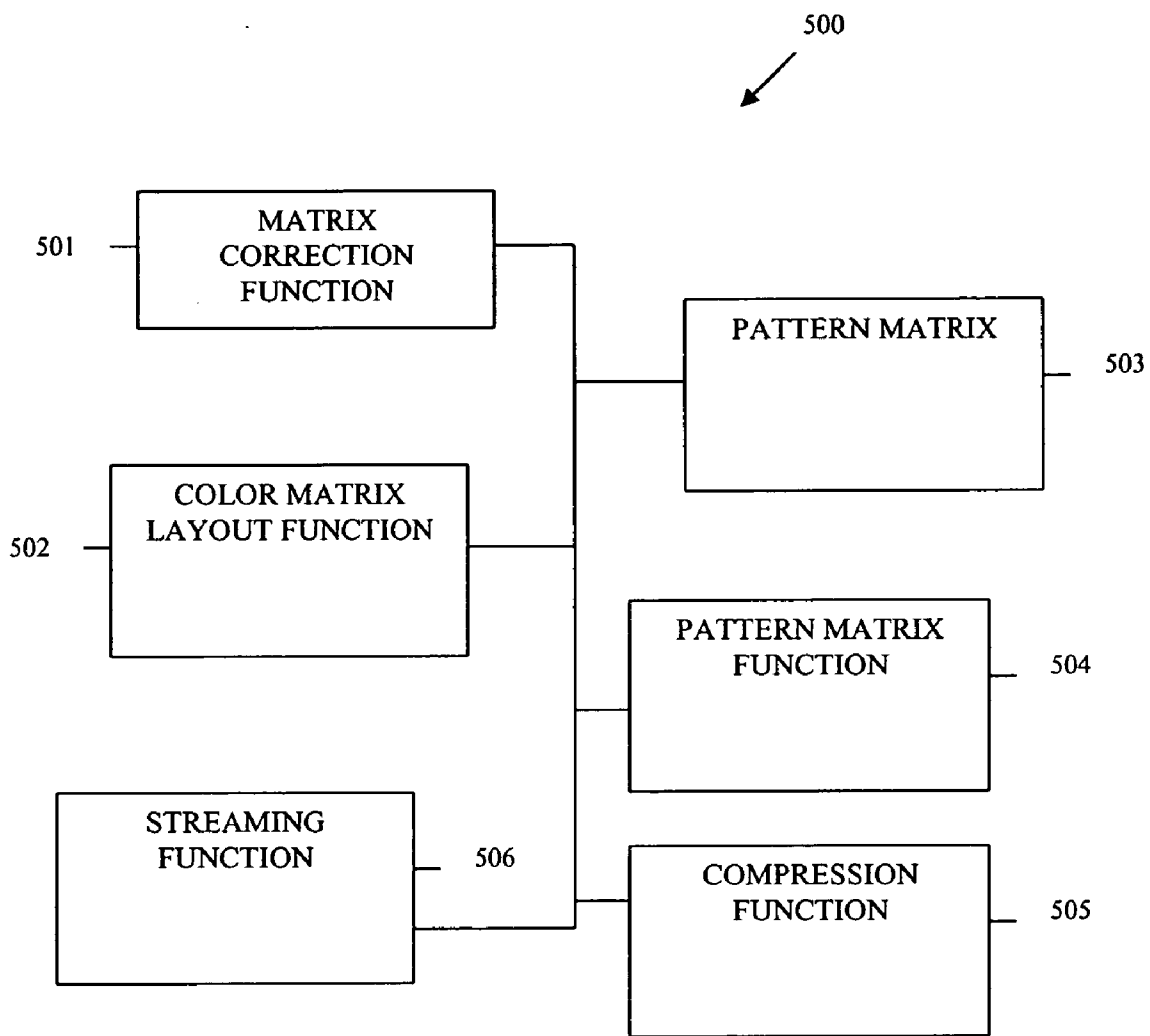 500
MATRIX
CORRECTION
FUNCTION
501
PATTERN MATRIX
503
COLOR MATRIX
LAYOUT FUNCTION
502
PATTERN MATRIX
FUNCTION
504
STREAMING
FUNCTION
506
COMPRESSION
FUNCTION
505